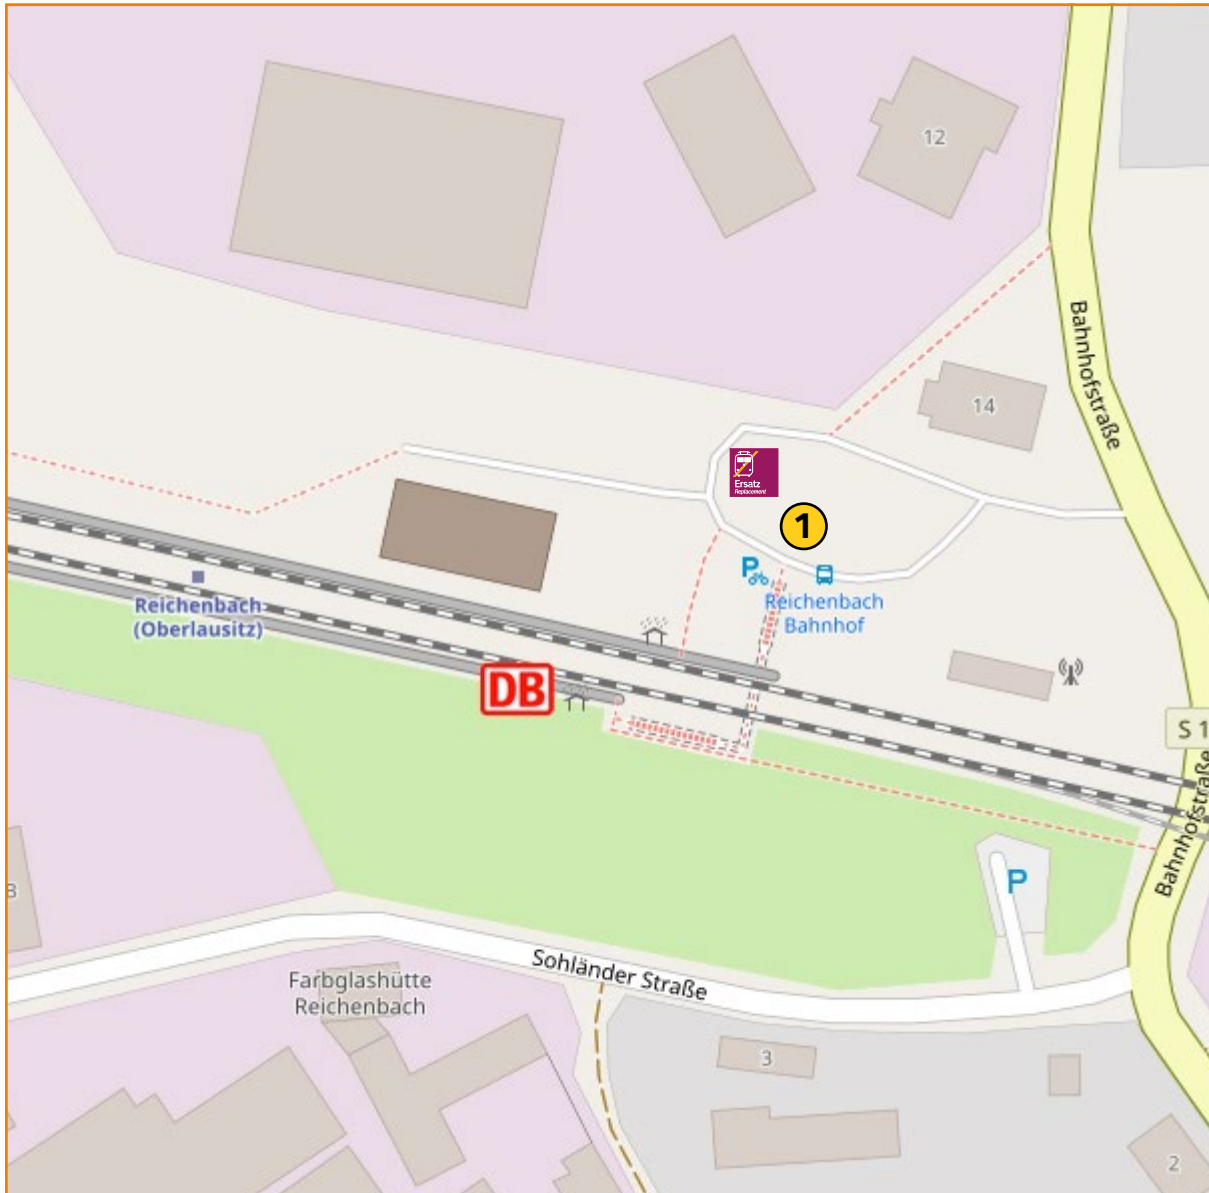 12
Bahnhofstraße
14
Ersatz
Replacement
1
P
Reichenbach
Bahnhof
Reichenbach
(Oberlausitz)
DB
S 1
Bahnhofstraße
P
Sohländer Straße
Farbglashütte
Reichenbach
3
2